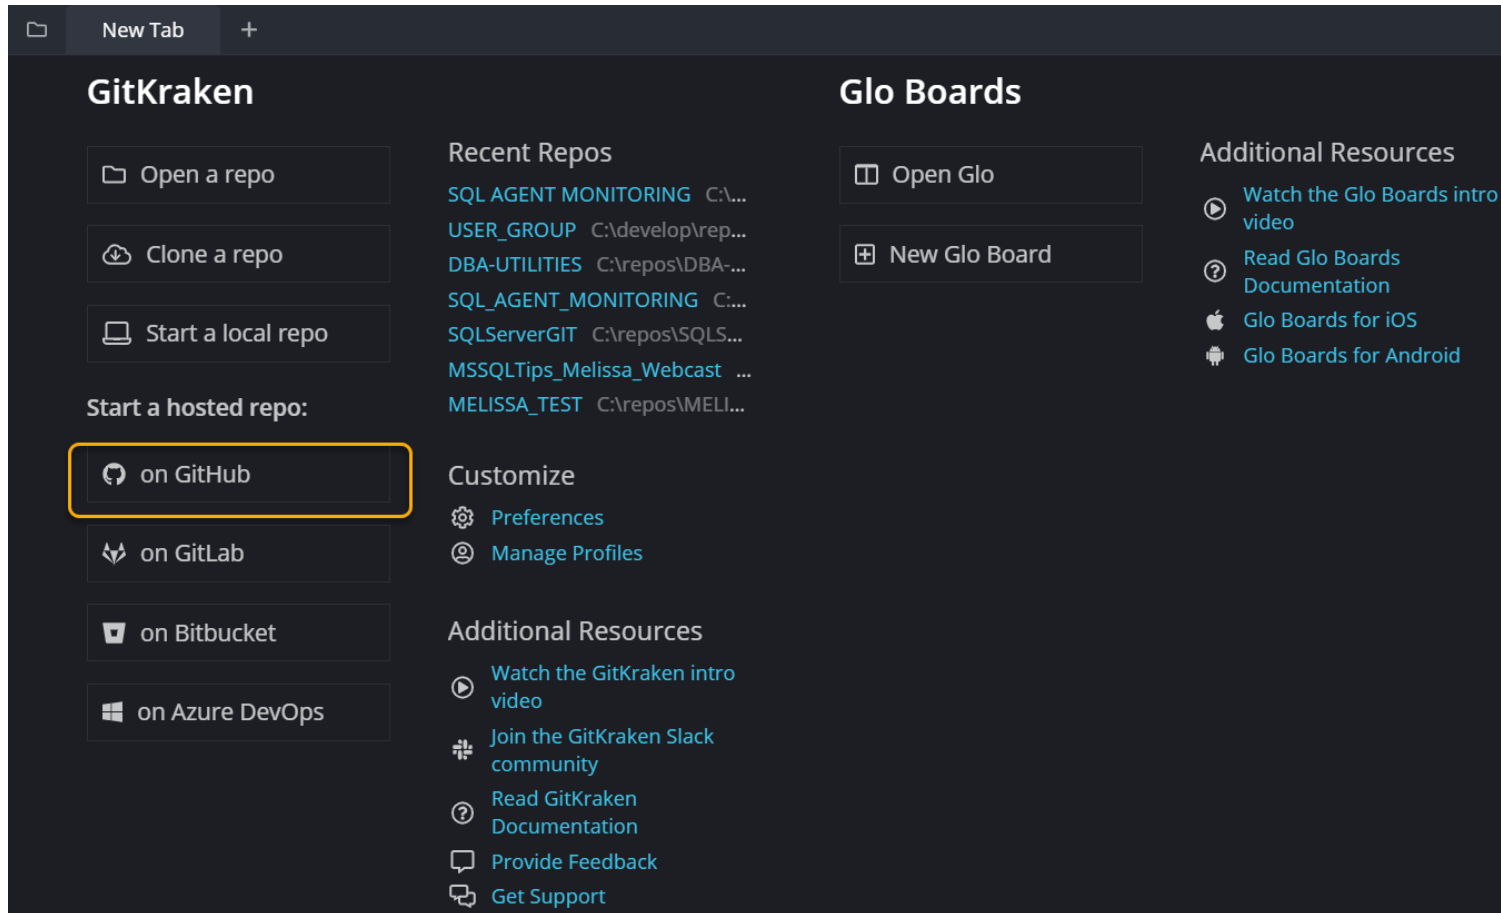 New Tab +
GitKraken
Open a repo
Clone a repo
Start a local repo
Start a hosted repo:
on GitHub
on GitLab
on Bitbucket
on Azure DevOps
Recent Repos
SQL AGENT MONITORING C:\...
USER_GROUP C:\develop\rep...
DBA-UTILITIES C:\repos\DBA-...
SQL_AGENT_MONITORING C:...
SQLServerGIT C:\repos\SQLS...
MSSQLTips_Melissa_Webcast ...
MELISSA_TEST C:\repos\MELI...
Customize
Preferences
Manage Profiles
Additional Resources
Watch the GitKraken intro
video
Join the GitKraken Slack
community
Read GitKraken
Documentation
Provide Feedback
Get Support
Glo Boards
Open Glo
New Glo Board
Additional Resources
Watch the Glo Boards intro
video
Read Glo Boards
Documentation
Glo Boards for iOS
Glo Boards for Android